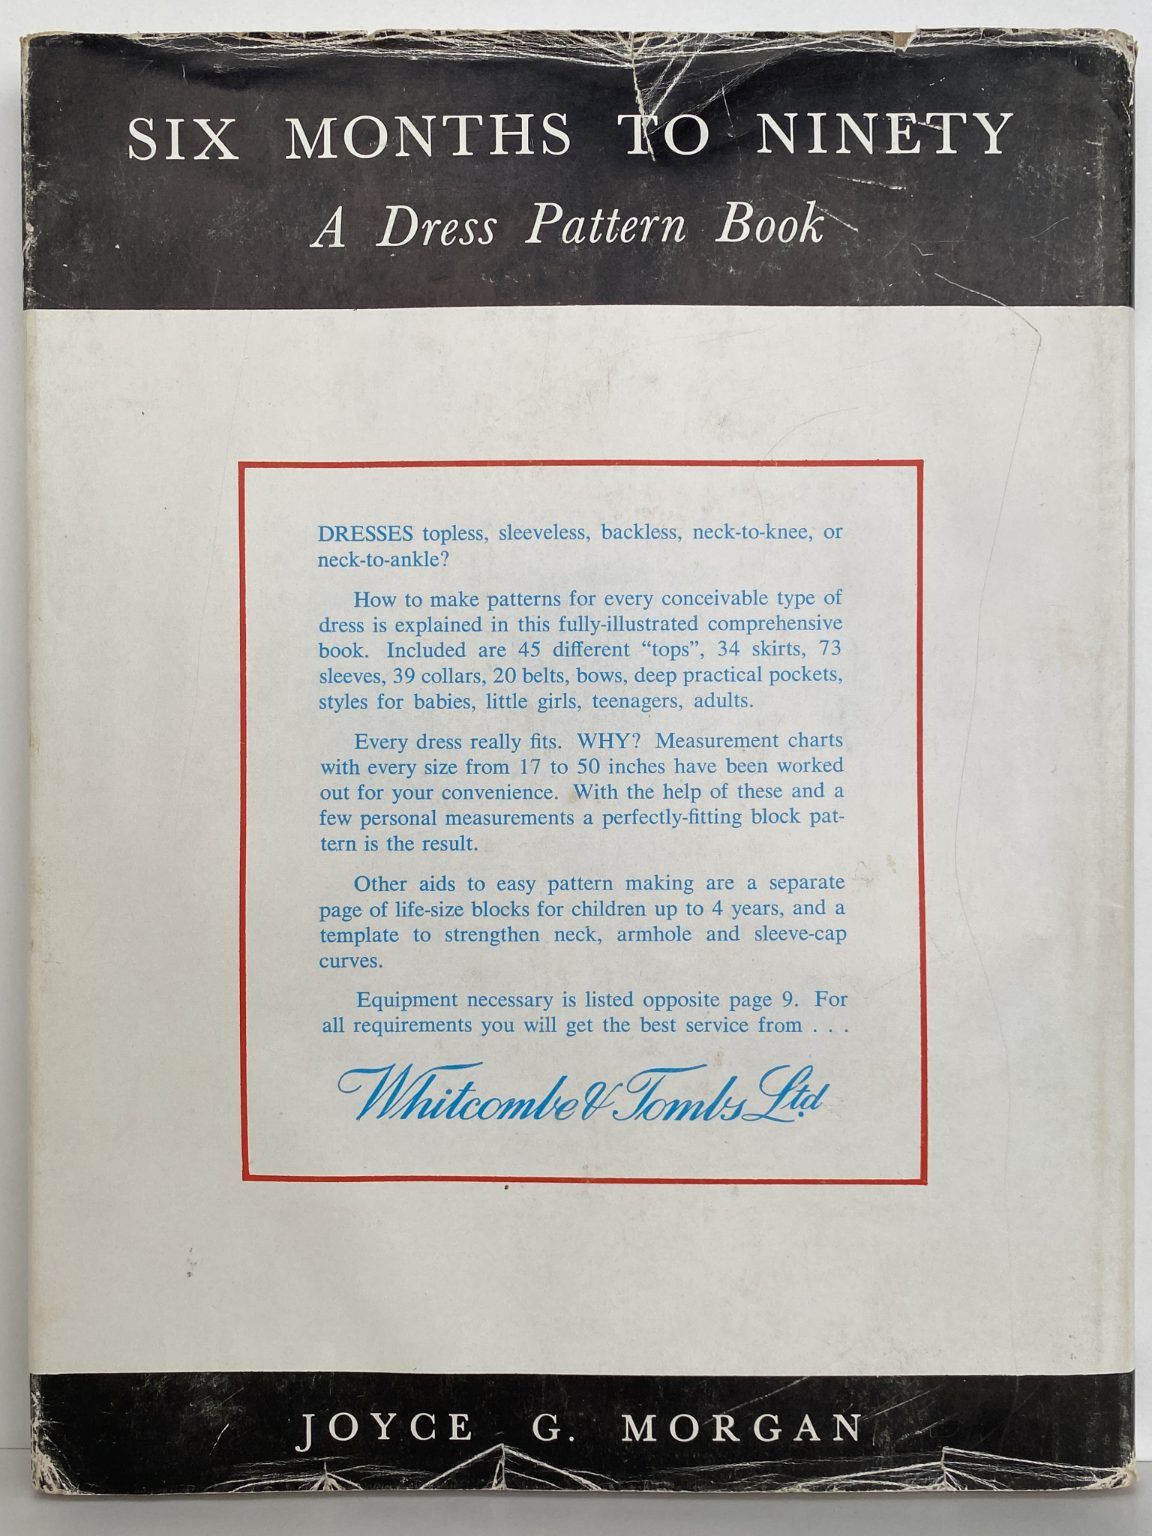 SIX MONTHS TO NINETY
A Dress Pattern Book
DRESSES topless, sleeveless, backless, neck-to-knee, or
neck-to-ankle?
How to make patterns for every conceivable type of
dress is explained in this fully-illustrated comprehensive
book. Included are 45 different “tops”, 34 skirts, 73
sleeves, 39 collars, 20 belts, bows, deep practical pockets,
styles for babies, little girls, teenagers, adults.
Every dress really fits. WHY? Measurement charts
with every size from 17 to 50 inches have been worked
out for your convenience. With the help of these and a
few personal measurements a perfectly-fitting block pat-
tern is the result.
Other aids to easy pattern making are a separate
page of life-size blocks for children up to 4 years, and a
template to strengthen neck, armhole and sleeve-cap
curves.
Equipment necessary is listed opposite page 9. For
all requirements you will get the best service from . . .
Whitcombe & Tombs Ltd
JOYCE G. MORGAN